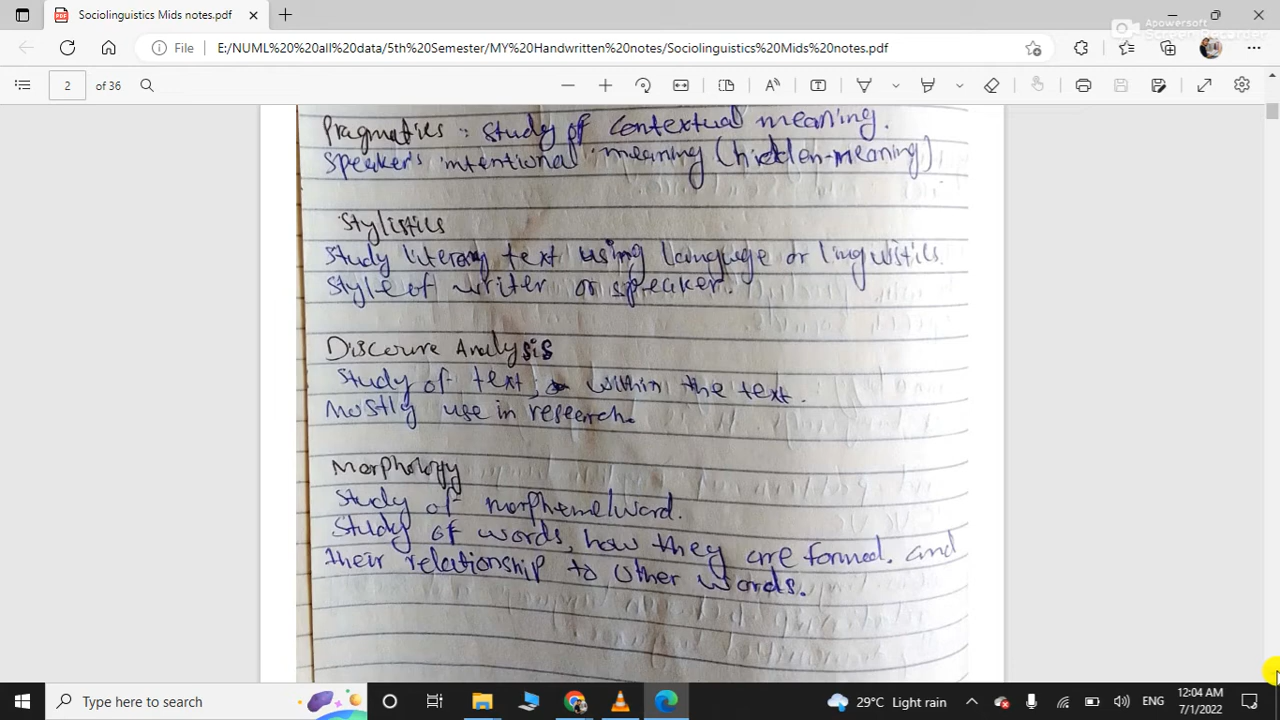 Sociolinguistics Mids notes.pdf
Apowersoft
Screen Recorder
File E:/NUML%20%20all%20data/5th%20Semester/MY%20Handwritten%20notes/Sociolinguistics%20Mids%20notes.pdf
2 of 36
Pragmatics : study of contextual meaning.
Speaker's intentional meaning (hidden-meaning)
Stylistics
Study literary text using language or linguistics.
Style of writer or speaker.
Discourse Analysis
Study of text, within the text.
Mostly use in research.
Morphology
Study of morpheme/word.
Study of words, how they are formed, and
their relationship to other words.
Type here to search
29°C Light rain
ENG
12:04 AM
7/1/2022